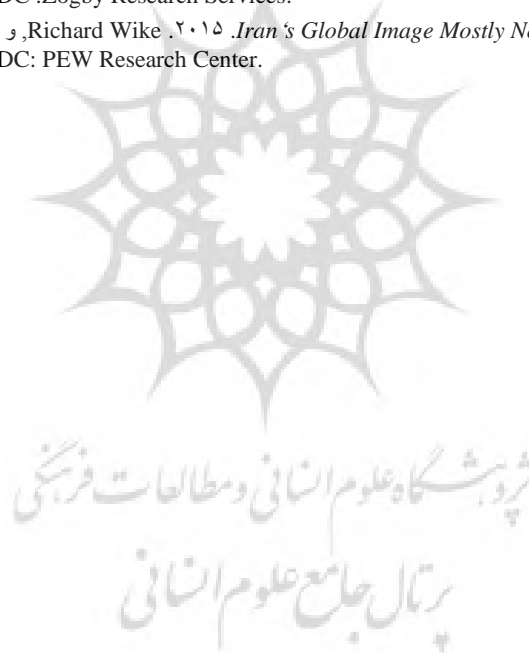 DC .Zogby Research Services.
و ,Richard Wike .۲۰۱۵ .Iran 's Global Image Mostly Ne
DC: PEW Research Center.
پژوهشگاه علوم انسانی و مطالعات فرهنگی
پرتال جامع علوم انسانی